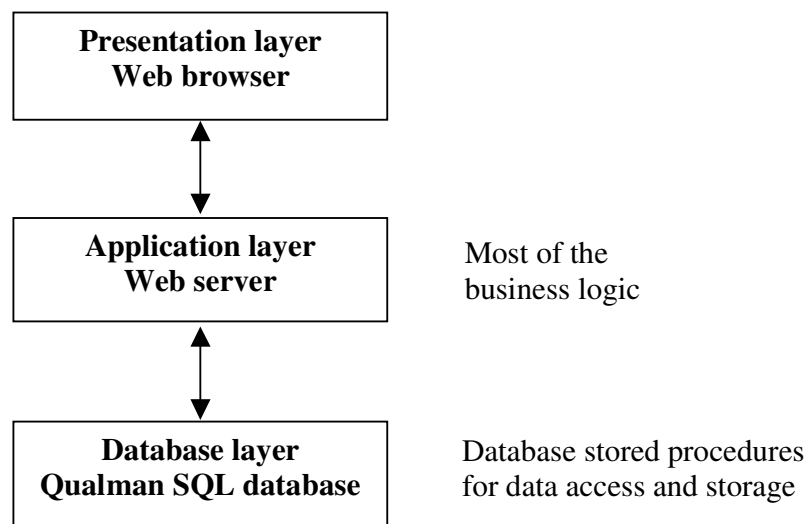 Presentation layer
Web browser
Application layer
Web server
Most of the
business logic
Database layer
Qualman SQL database
Database stored procedures
for data access and storage